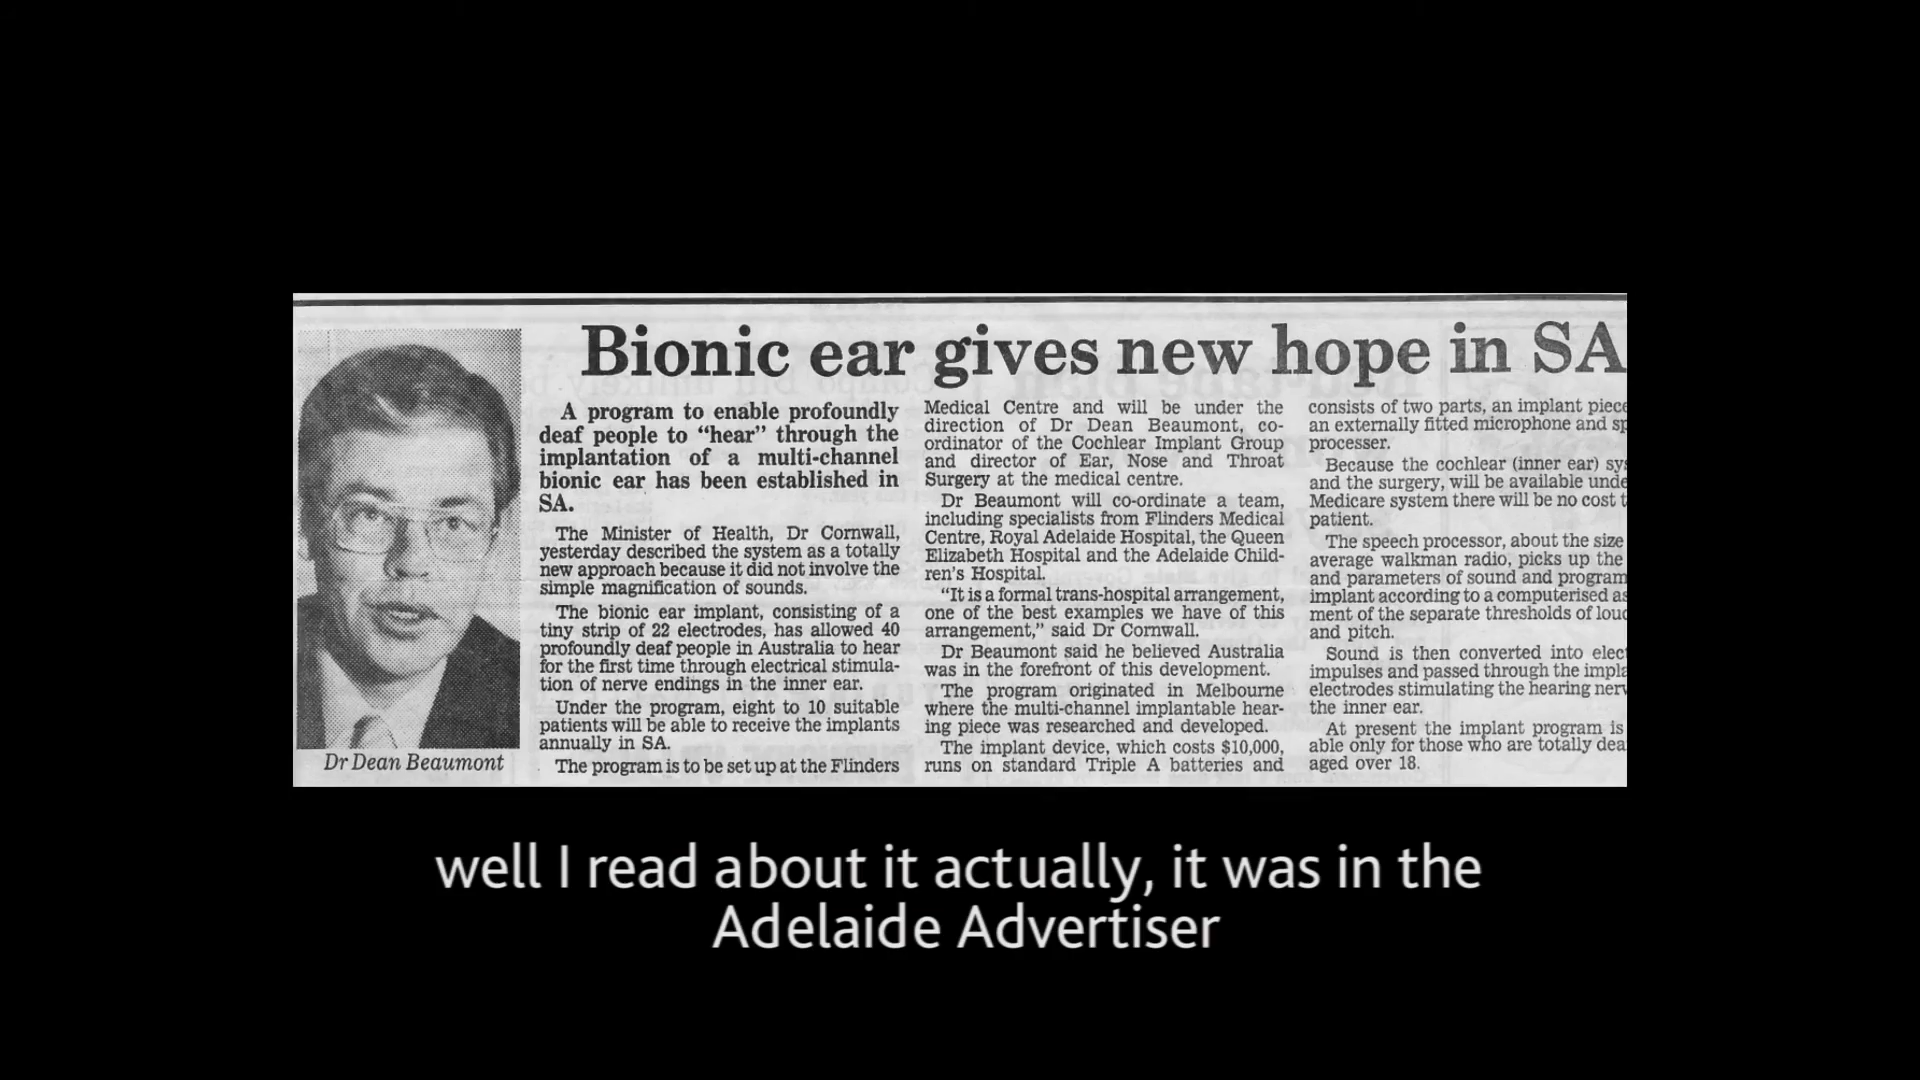 Bionic ear gives new hope in SA
A program to enable profoundly
deaf people to “hear” through the
implantation of a multi-channel
bionic ear has been established in
SA.
The Minister of Health, Dr Cornwall,
yesterday described the system as a totally
new approach because it did not involve the
simple magnification of sounds.
The bionic ear implant, consisting of a
tiny strip of 22 electrodes, has allowed 40
profoundly deaf people in Australia to hear
for the first time through electrical stimula-
tion of nerve endings in the inner ear.
Under the program, eight to 10 suitable
patients will be able to receive the implants
annually in SA.
The program is to be set up at the Flinders
Medical Centre and will be under the
direction of Dr Dean Beaumont, co-
ordinator of the Cochlear Implant Group
and director of Ear, Nose and Throat
Surgery at the medical centre.
Dr Beaumont will co-ordinate a team,
including specialists from Flinders Medical
Centre, Royal Adelaide Hospital, the Queen
Elizabeth Hospital and the Adelaide Child-
ren's Hospital.
“It is a formal trans-hospital arrangement,
one of the best examples we have of this
arrangement,” said Dr Cornwall.
Dr Beaumont said he believed Australia
was in the forefront of this development.
The program originated in Melbourne
where the multi-channel implantable hear-
ing piece was researched and developed.
The implant device, which costs $10,000,
runs on standard Triple A batteries and
consists of two parts, an implant piece
an externally fitted microphone and sp
processer.
Because the cochlear (inner ear) sys
and the surgery, will be available unde
Medicare system there will be no cost t
patient.
The speech processor, about the size
average walkman radio, picks up the
and parameters of sound and program
implant according to a computerised as
ment of the separate thresholds of lou
and pitch.
Sound is then converted into elec
impulses and passed through the impla
electrodes stimulating the hearing nerv
the inner ear.
At present the implant program is
able only for those who are totally dea
aged over 18.
Dr Dean Beaumont
well I read about it actually, it was in the
Adelaide Advertiser